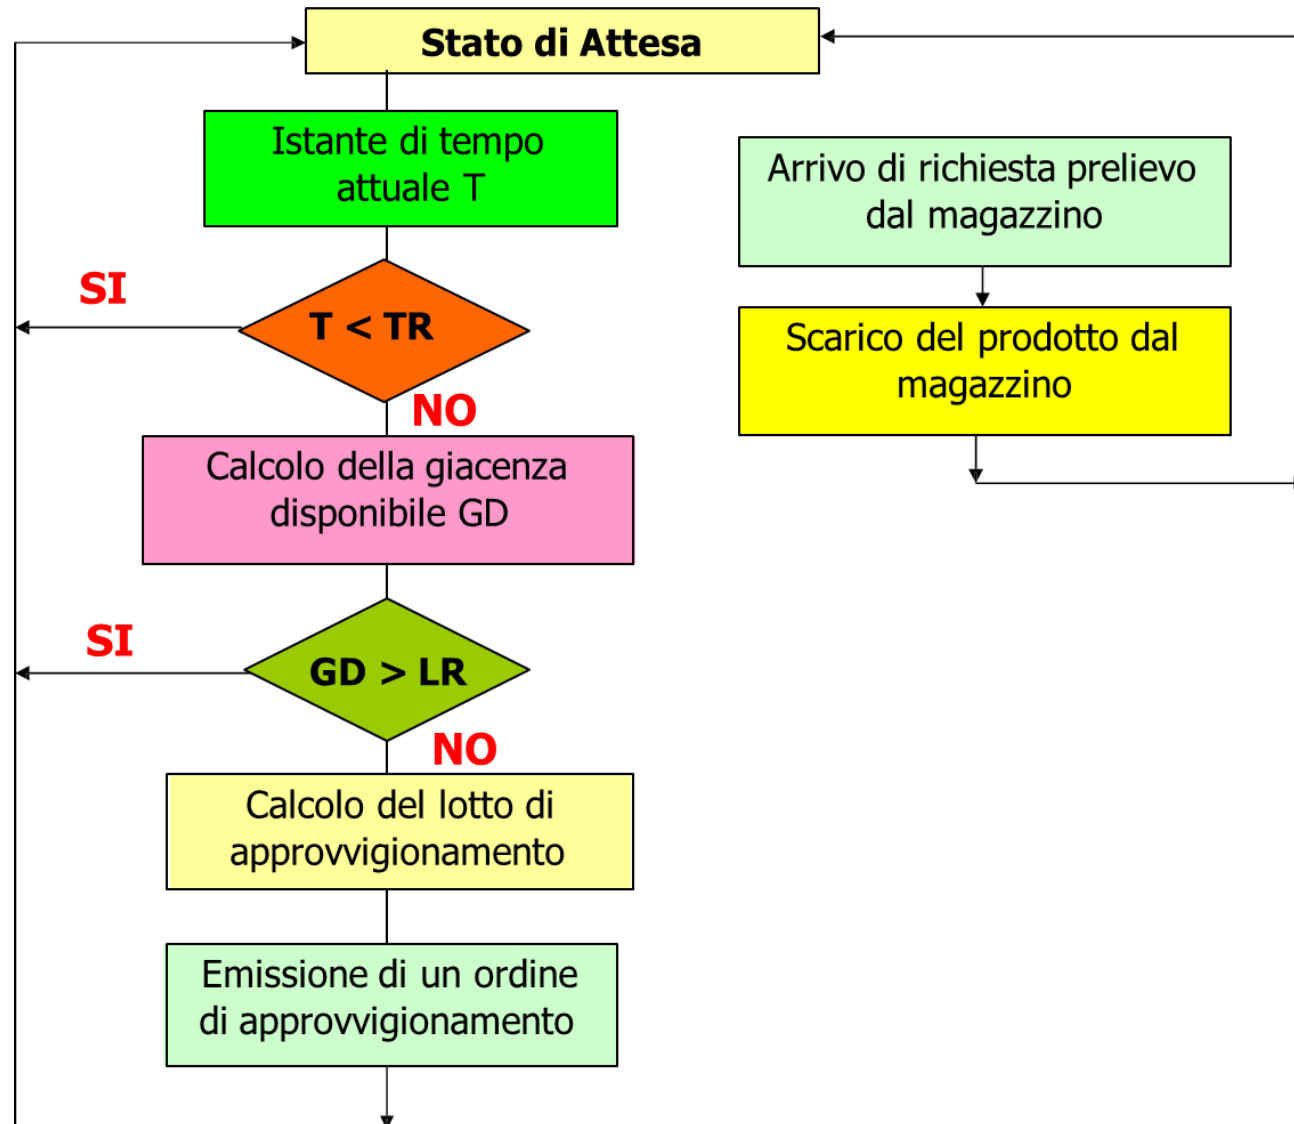 Stato di Attesa
Istante di tempo
attuale T
SI
T < TR
NO
Calcolo della giacenza
disponibile GD
SI
GD > LR
NO
Calcolo del lotto di
approvvigionamento
Emissione di un ordine
di approvvigionamento
Arrivo di richiesta prelievo
dal magazzino
Scarico del prodotto dal
magazzino